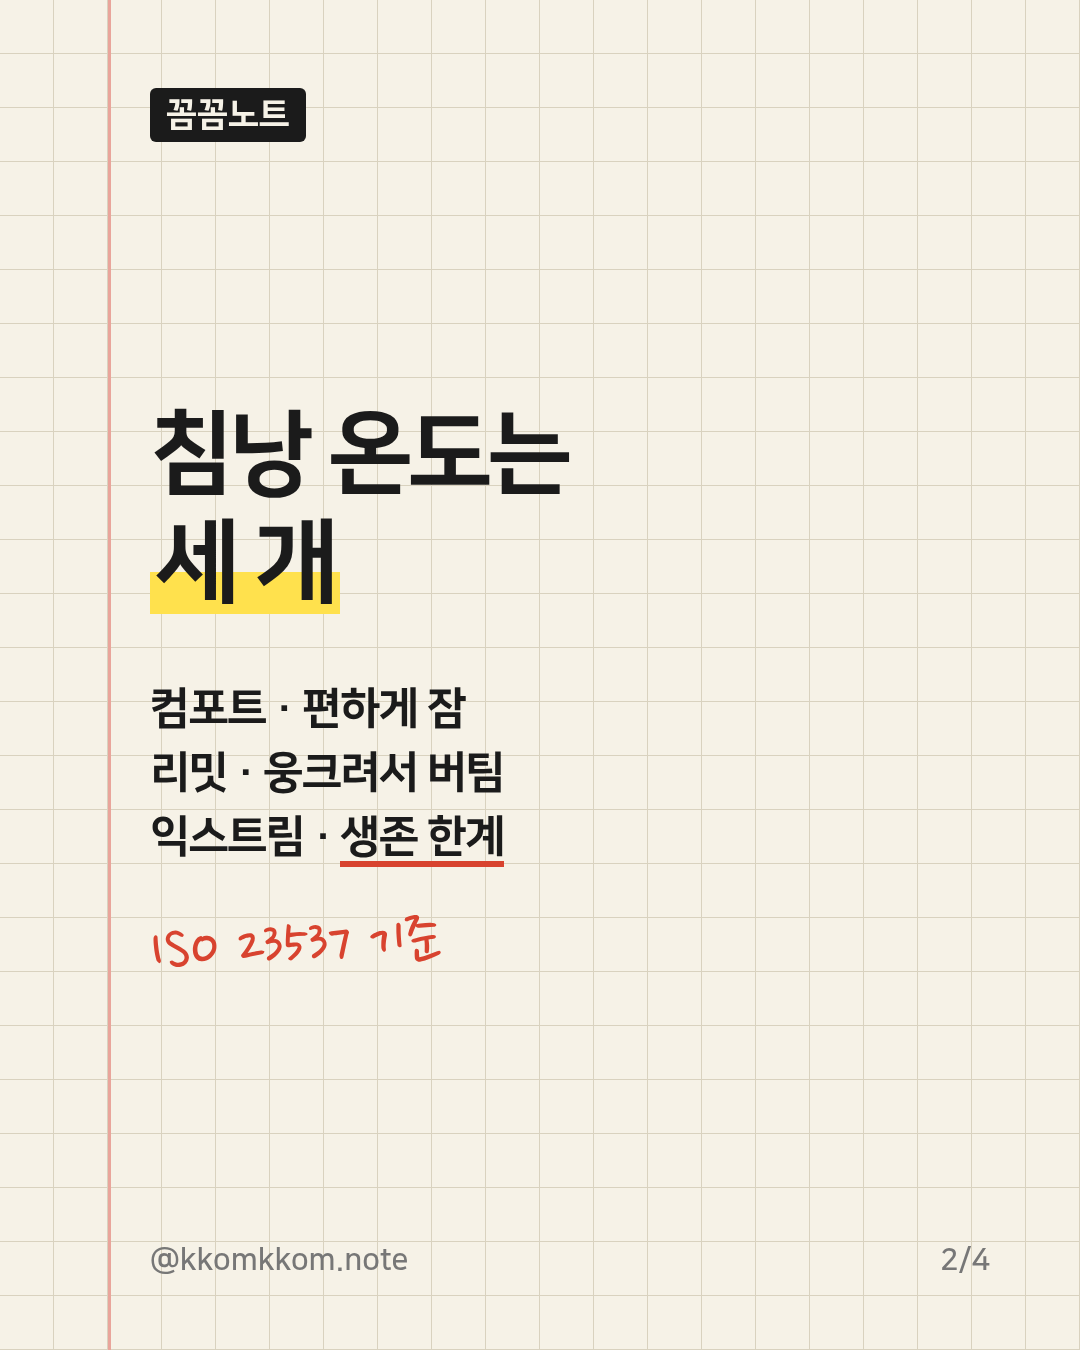 꼼꼼노트
침낭 온도는
세 개
컴포트 · 편하게 잠
리밋 · 웅크려서 버팀
익스트림 · 생존 한계
ISO 23537 기준
@kkomkkom.note
2/4